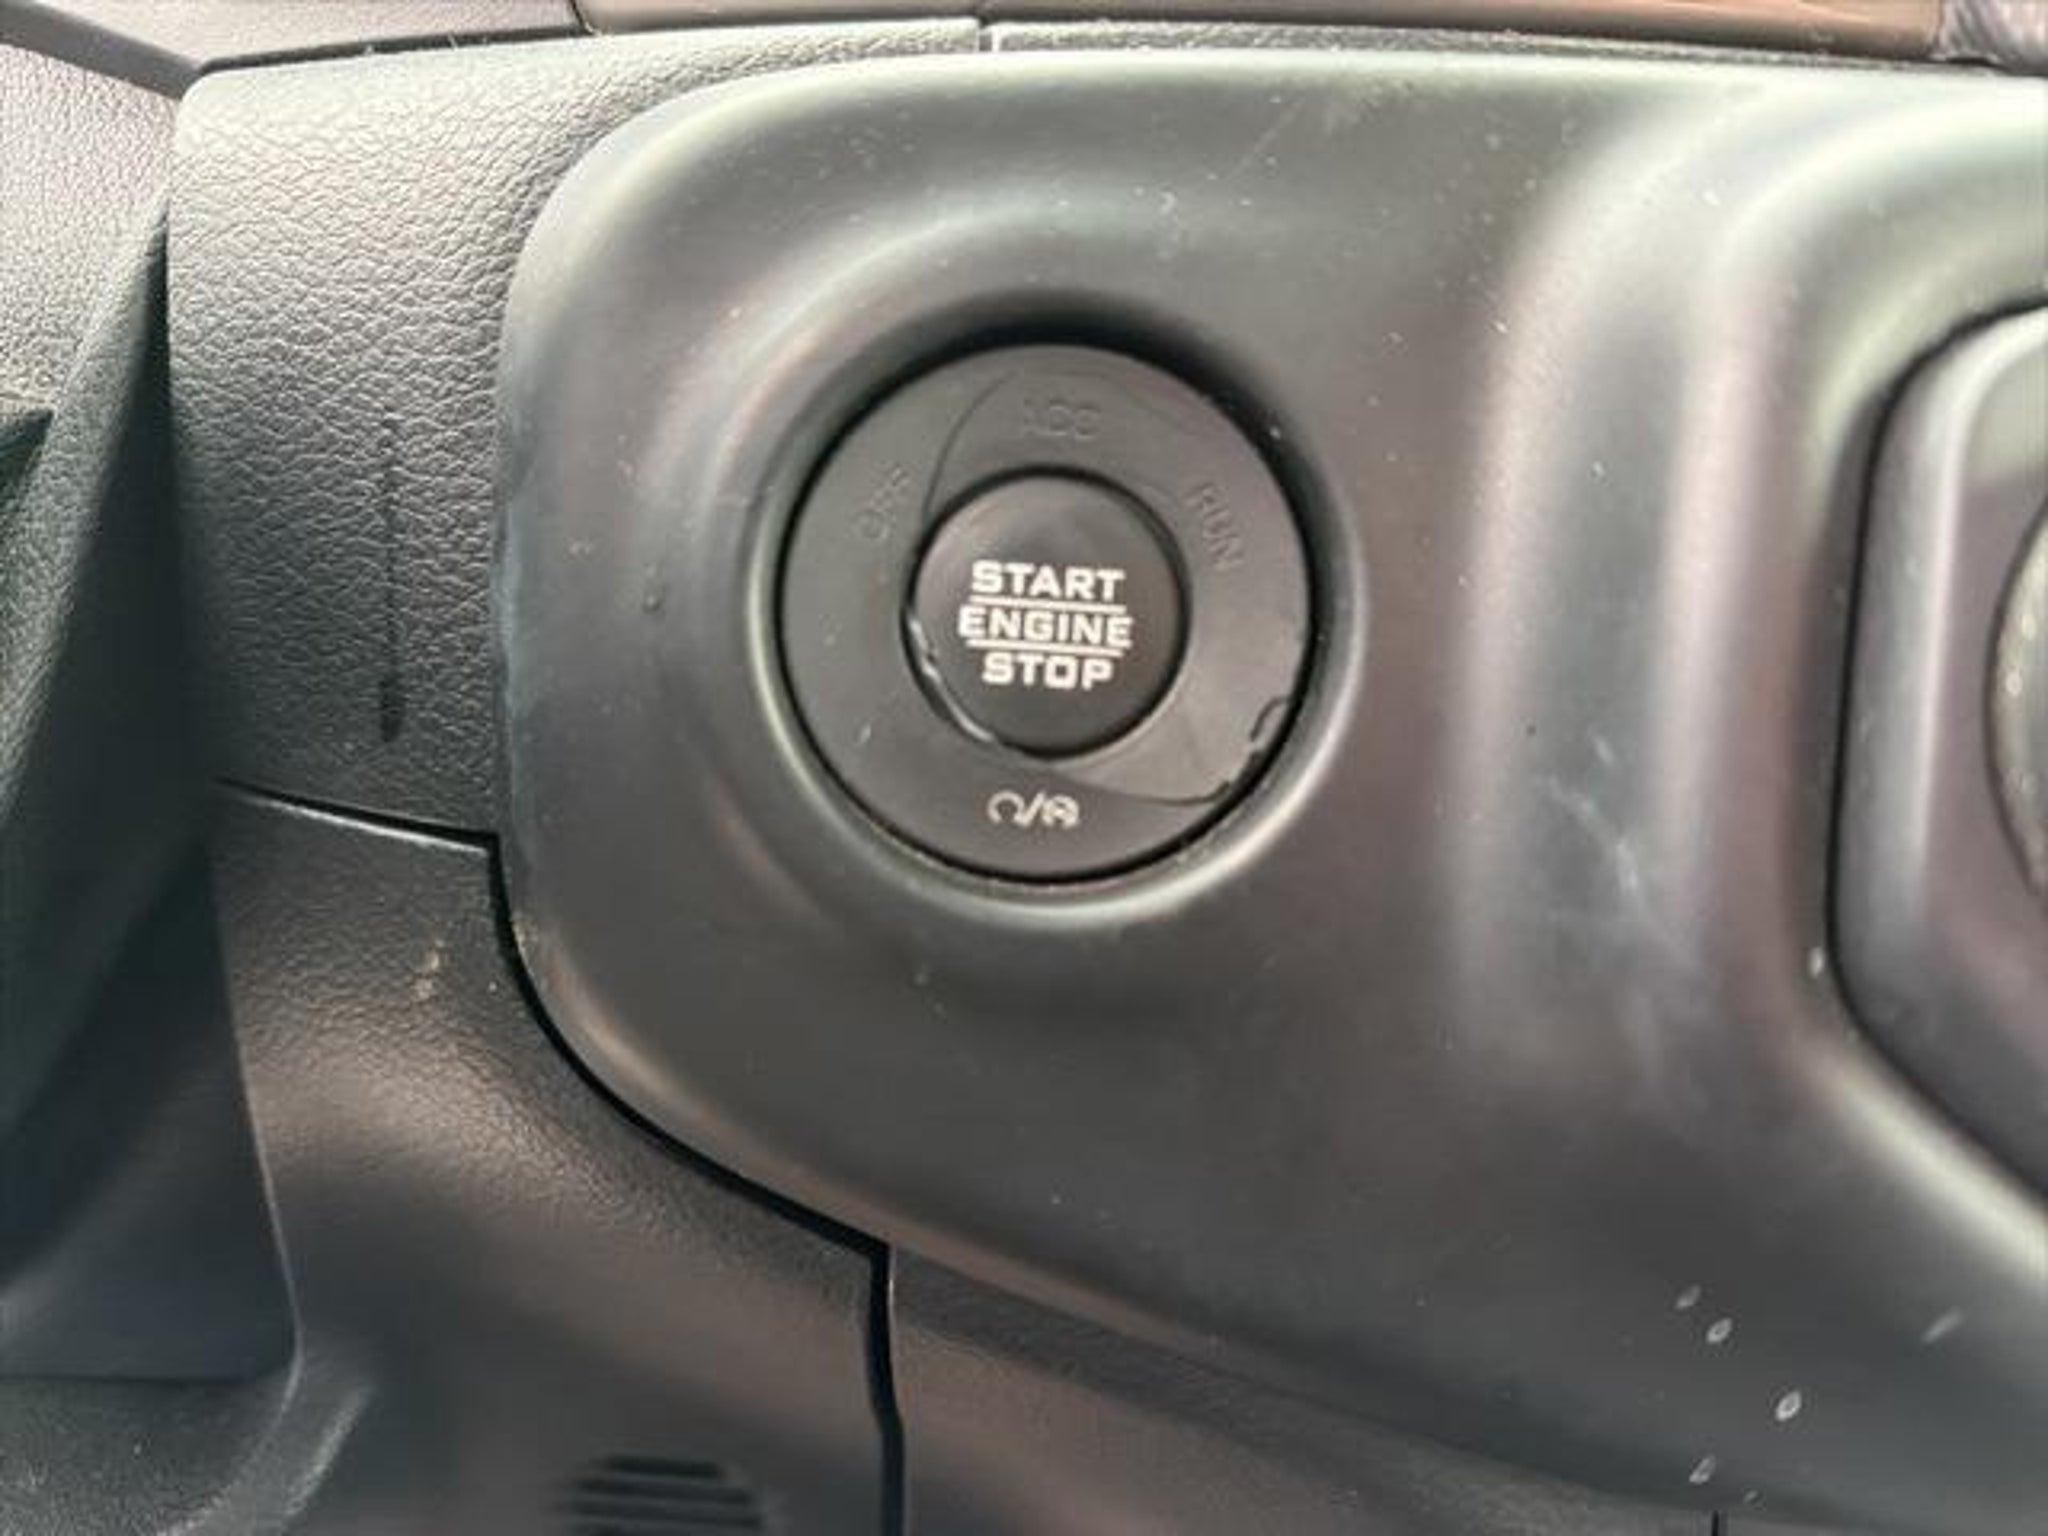 ACC
OFF
RUN
START
ENGINE
STOP